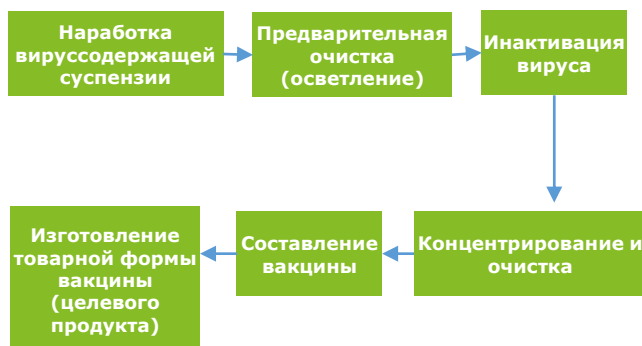 Наработка
вируссодержащей
суспензии
Предварительная
очистка
(осветление)
Инактивация
вируса
Концентрирование и
очистка
Составление
вакцины
Изготовление
товарной формы
вакцины
(целевого
продукта)